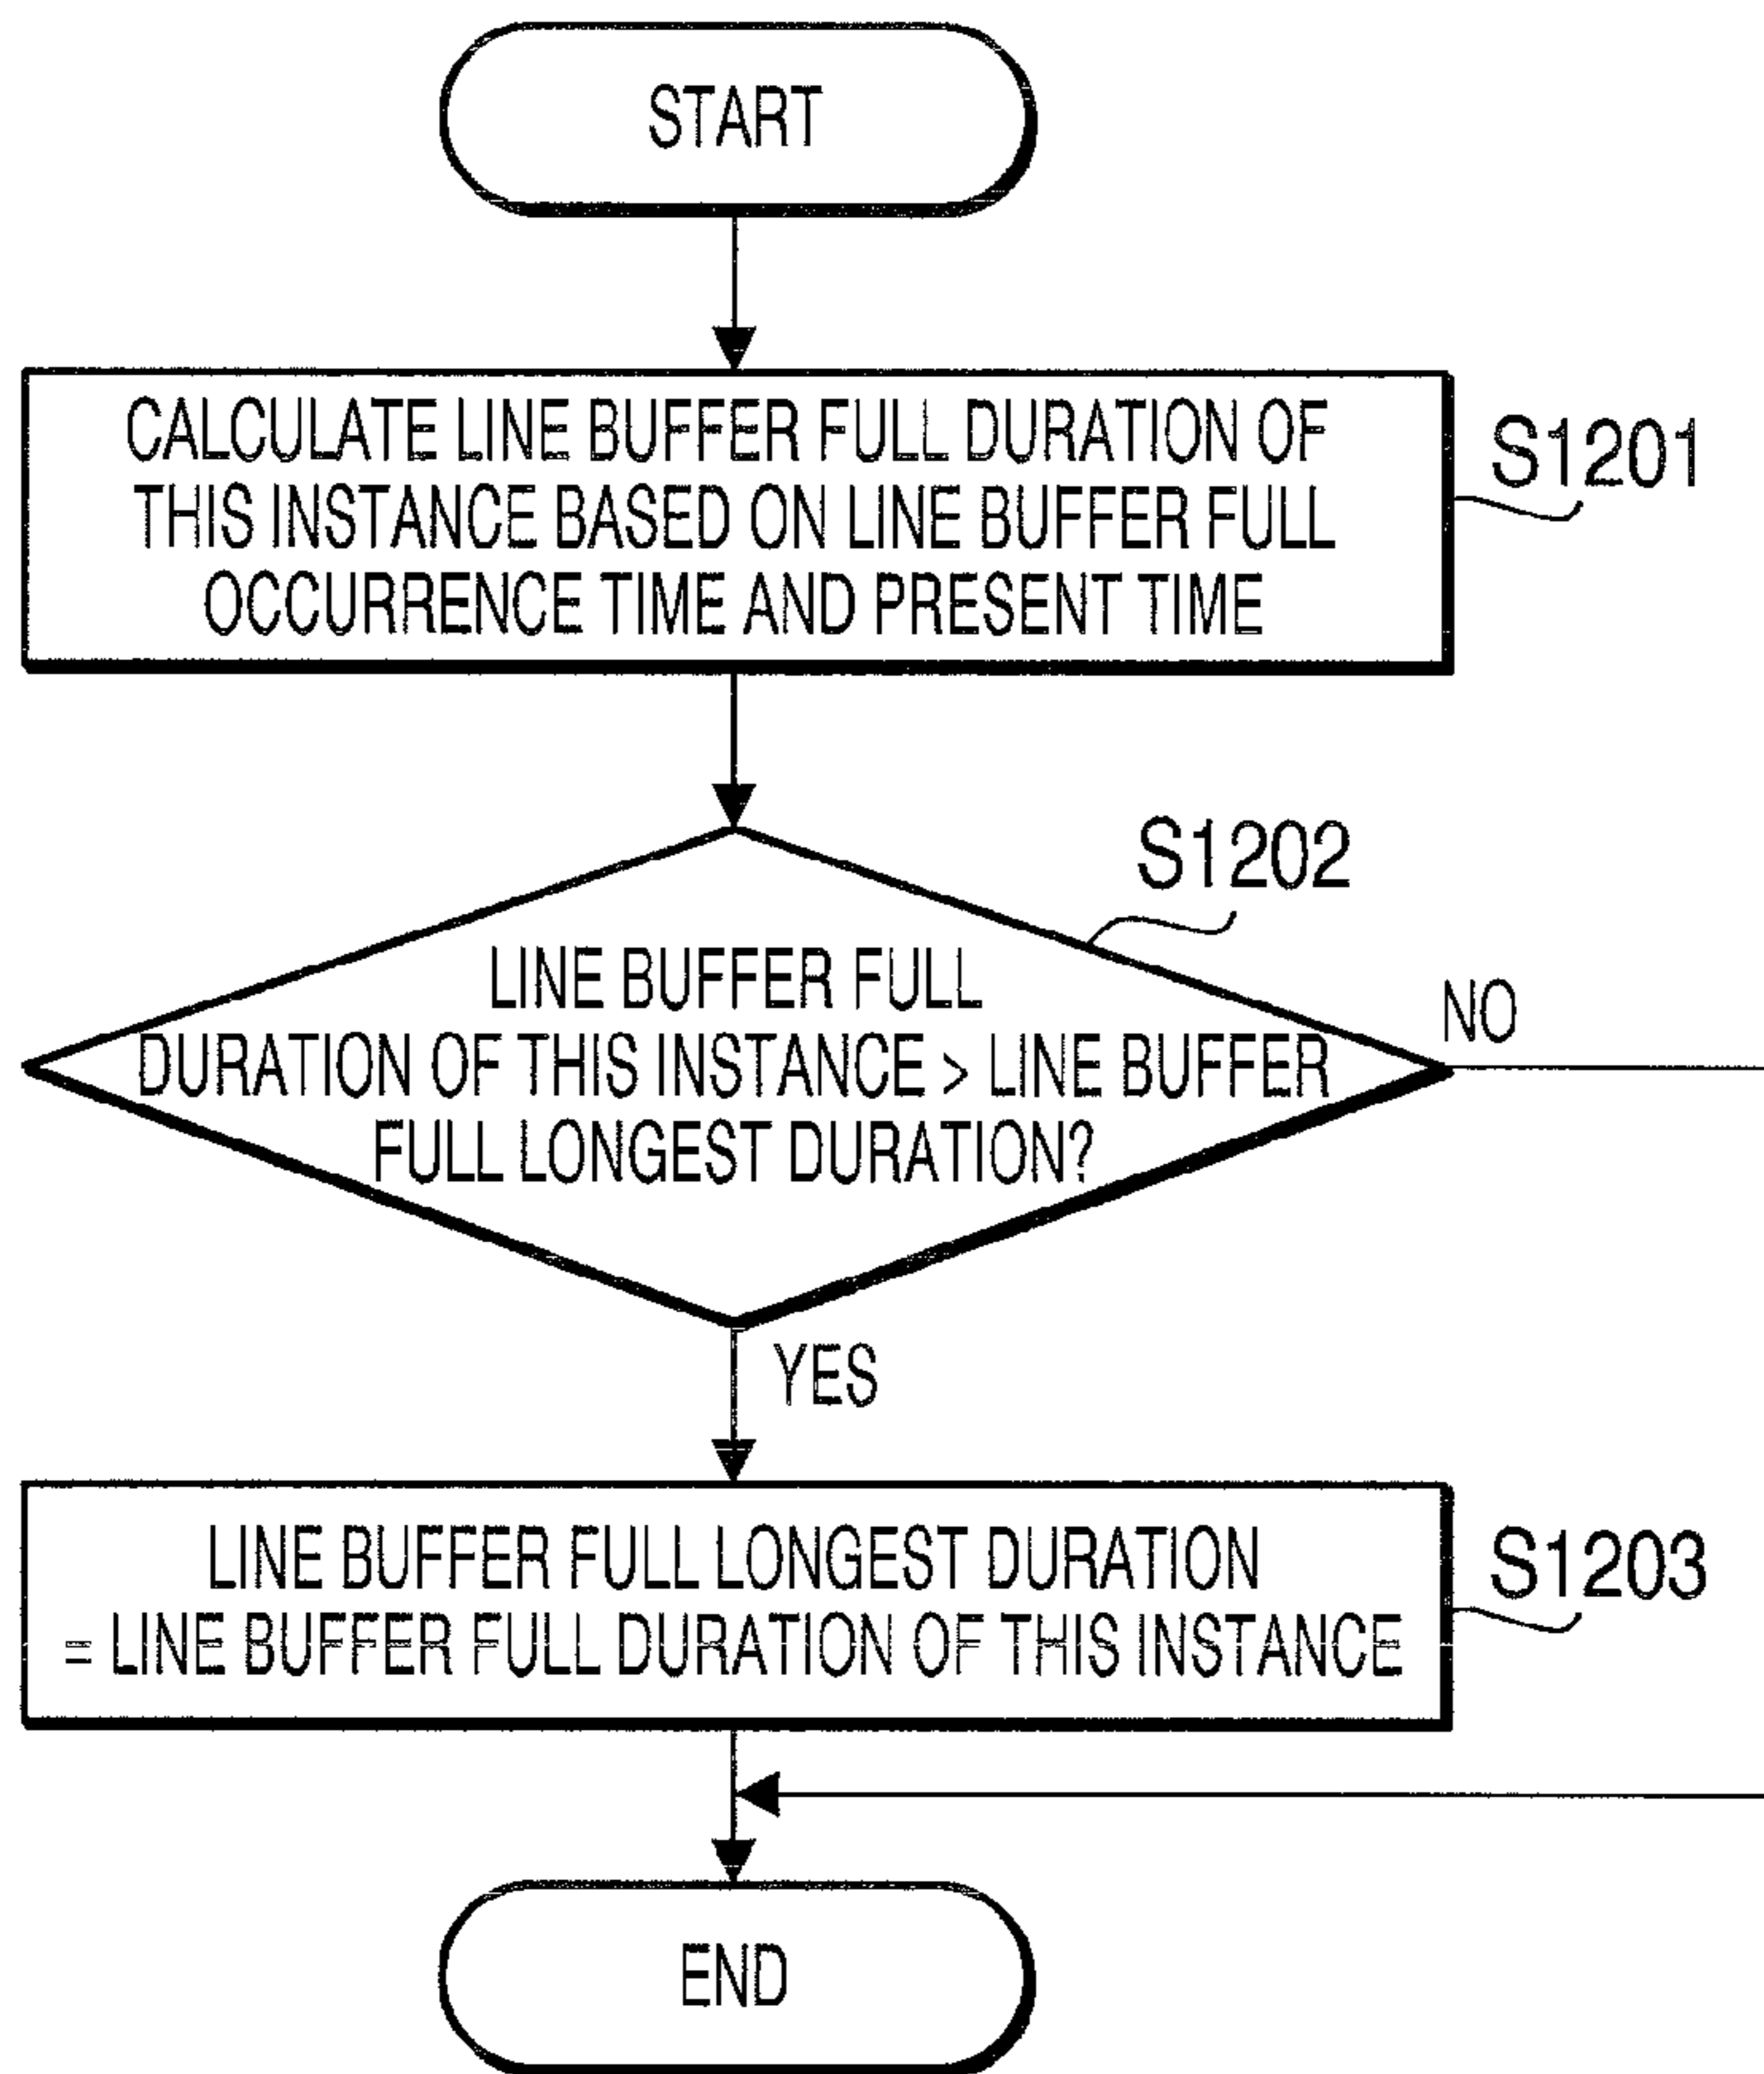 START
CALCULATE LINE BUFFER FULL DURATION OF
THIS INSTANCE BASED ON LINE BUFFER FULL
OCCURRENCE TIME AND PRESENT TIME
S1201
S1202
LINE BUFFER FULL
DURATION OF THIS INSTANCE > LINE BUFFER
FULL LONGEST DURATION?
NO
YES
LINE BUFFER FULL LONGEST DURATION
= LINE BUFFER FULL DURATION OF THIS INSTANCE
S1203
END